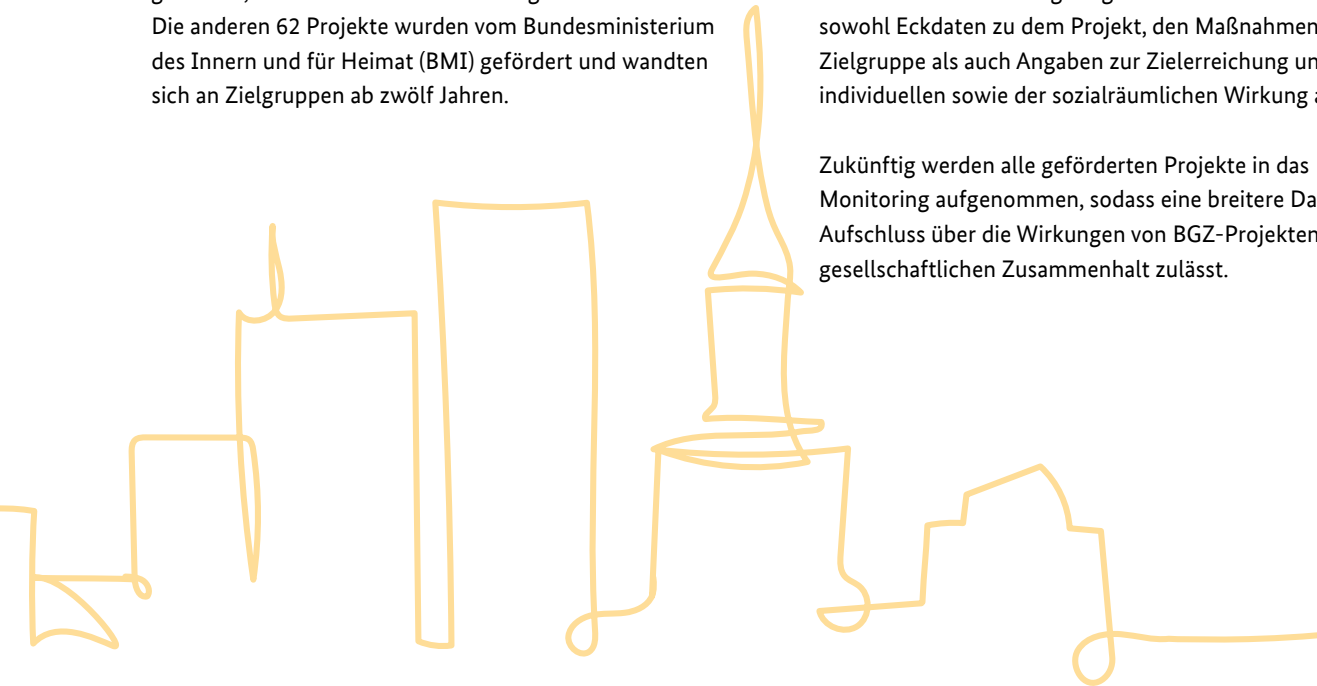 Die anderen 62 Projekte wurden vom Bundesministerium
des Innern und für Heimat (BMI) gefördert und wandten
sich an Zielgruppen ab zwölf Jahren.
sowohl Eckdaten zu dem Projekt, den Maßnahmen
Zielgruppe als auch Angaben zur Zielerreichung
individuellen sowie der sozialräumlichen Wirkung
Zukünftig werden alle geförderten Projekte in das
Monitoring aufgenommen, sodass eine breitere
Aufschluss über die Wirkungen von BGZ-Projekten
gesellschaftlichen Zusammenhalt zulässt.